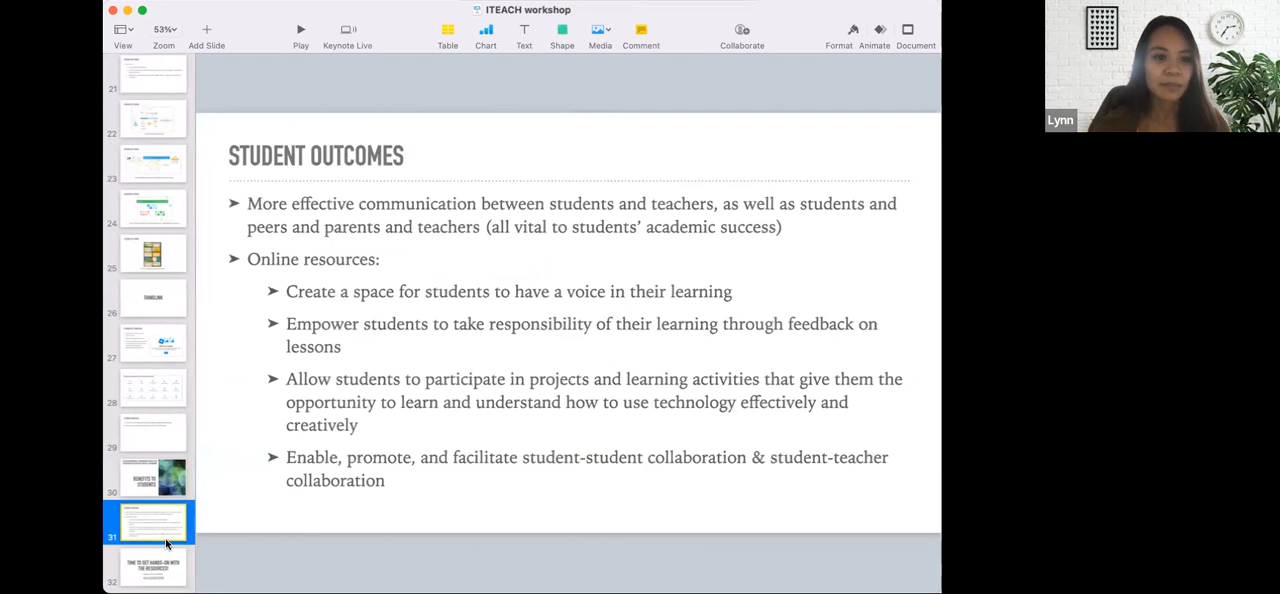 ITEACH workshop
53%
View Zoom Add Slide Play Keynote Live Table Chart Text Shape Media Comment Collaborate Format Animate Document
Lynn
21
22
23
24
25
26
THINGLINK
27
28
29
30
BENEFITS TO
STUDENTS
31
32
TIME TO GET HANDS-ON WITH
THE RESOURCES!
STUDENT OUTCOMES
➤ More effective communication between students and teachers, as well as students and
peers and parents and teachers (all vital to students’ academic success)
➤ Online resources:
➤ Create a space for students to have a voice in their learning
➤ Empower students to take responsibility of their learning through feedback on
lessons
➤ Allow students to participate in projects and learning activities that give them the
opportunity to learn and understand how to use technology effectively and
creatively
➤ Enable, promote, and facilitate student-student collaboration & student-teacher
collaboration